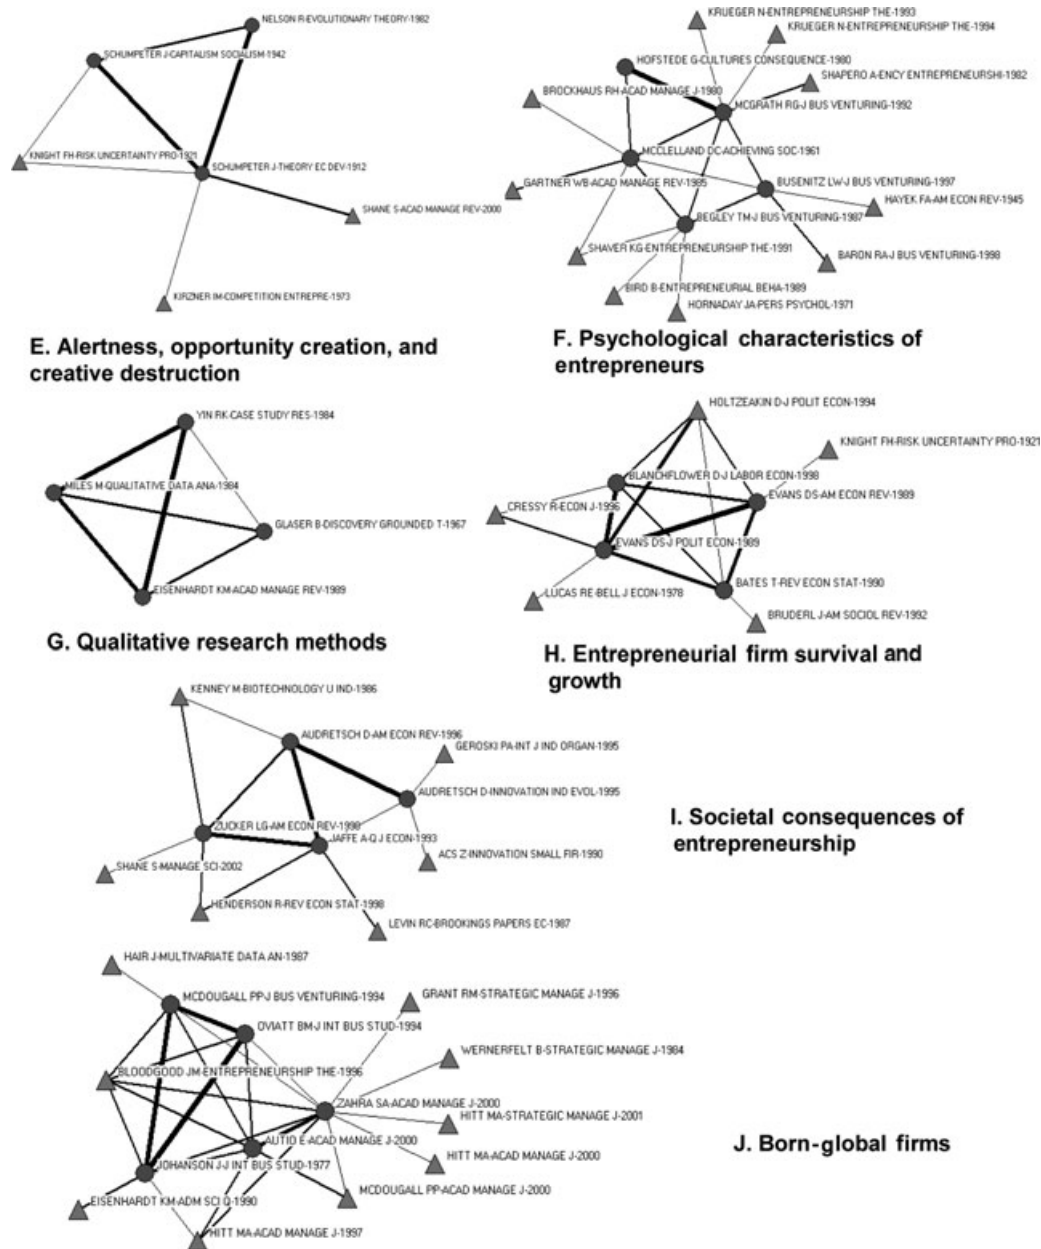 NELSON R-EVOLUTIONARY THEORY-1982
SCHUMPETER J-CAPITALISM SOCIALISM-1942
KNIGHT FH-RISK UNCERTAINTY PRO-1921
SCHUMPETER J-THEORY EC DEV-1912
SHANE S-ACAD MANAGE REV-2000
KIRZNER IM-COMPETITION ENTREPRE-1973
E. Alertness, opportunity creation, and
creative destruction
KRUEGER N-ENTREPRENEURSHIP THE-1993
KRUEGER N-ENTREPRENEURSHIP THE-1994
HOFSTEDE G-CULTURES CONSEQUENCE-1980
SHAPERO A-ENCY ENTREPRENEURSHI-1982
BROCKHAUS RH-ACAD MANAGE J-1980
MCGRATH RG-J BUS VENTURING-1992
MCCLELLAND DC-ACHIEVING SOC-1961
GARTNER WB-ACAD MANAGE REV-1985
BUSENITZ LW-J BUS VENTURING-1997
HAYEK FA-AM ECON REV-1945
BEGLEY TM-J BUS VENTURING-1987
SHAVER KG-ENTREPRENEURSHIP THE-1991
BARON RA-J BUS VENTURING-1998
BIRD B-ENTREPRENEURIAL BEHA-1989
HORNADAY JA-PERS PSYCHOL-1971
F. Psychological characteristics of
entrepreneurs
YIN RK-CASE STUDY RES-1984
MILES M-QUALITATIVE DATA ANA-1984
GLASER B-DISCOVERY GROUNDED T-1967
EISENHARDT KM-ACAD MANAGE REV-1989
G. Qualitative research methods
HOLTZEAKIN D-J POLIT ECON-1994
KNIGHT FH-RISK UNCERTAINTY PRO-1921
BLANCHFLOWER D-J LABOR ECON-1998
EVANS DS-AM ECON REV-1989
CRESSY R-ECON J-1996
EVANS DS-J POLIT ECON-1989
BATES T-REV ECON STAT-1990
LUCAS RE-BELL J ECON-1978
BRUDERL J-AM SOCIOL REV-1992
H. Entrepreneurial firm survival and
growth
KENNEY M-BIOTECHNOLOGY U IND-1986
AUDRETSCH D-AM ECON REV-1996
GEROSKI PA-INT J IND ORGAN-1995
AUDRETSCH D-INNOVATION IND EVOL-1995
ZUCKER LG-AM ECON REV-1998
JAFFE A-Q J ECON-1993
ACS Z-INNOVATION SMALL FIR-1990
SHANE S-MANAGE SCI-2002
HENDERSON R-REV ECON STAT-1998
LEVIN RC-BROOKINGS PAPERS EC-1987
I. Societal consequences of
entrepreneurship
HAIR J-MULTIVARIATE DATA AN-1987
MCDOUGALL PP-J BUS VENTURING-1994
GRANT RM-STRATEGIC MANAGE J-1996
OVIATT BM-J INT BUS STUD-1994
WERNERFELT B-STRATEGIC MANAGE J-1984
BLOODGOOD JM-ENTREPRENEURSHIP THE-1996
ZAHRA SA-ACAD MANAGE J-2000
HITT MA-STRATEGIC MANAGE J-2001
AUTIO E-ACAD MANAGE J-2000
HITT MA-ACAD MANAGE J-2000
JOHANSON J-J INT BUS STUD-1977
MCDOUGALL PP-ACAD MANAGE J-2000
EISENHARDT KM-ADM SCI Q-1990
HITT MA-ACAD MANAGE J-1997
J. Born-global firms